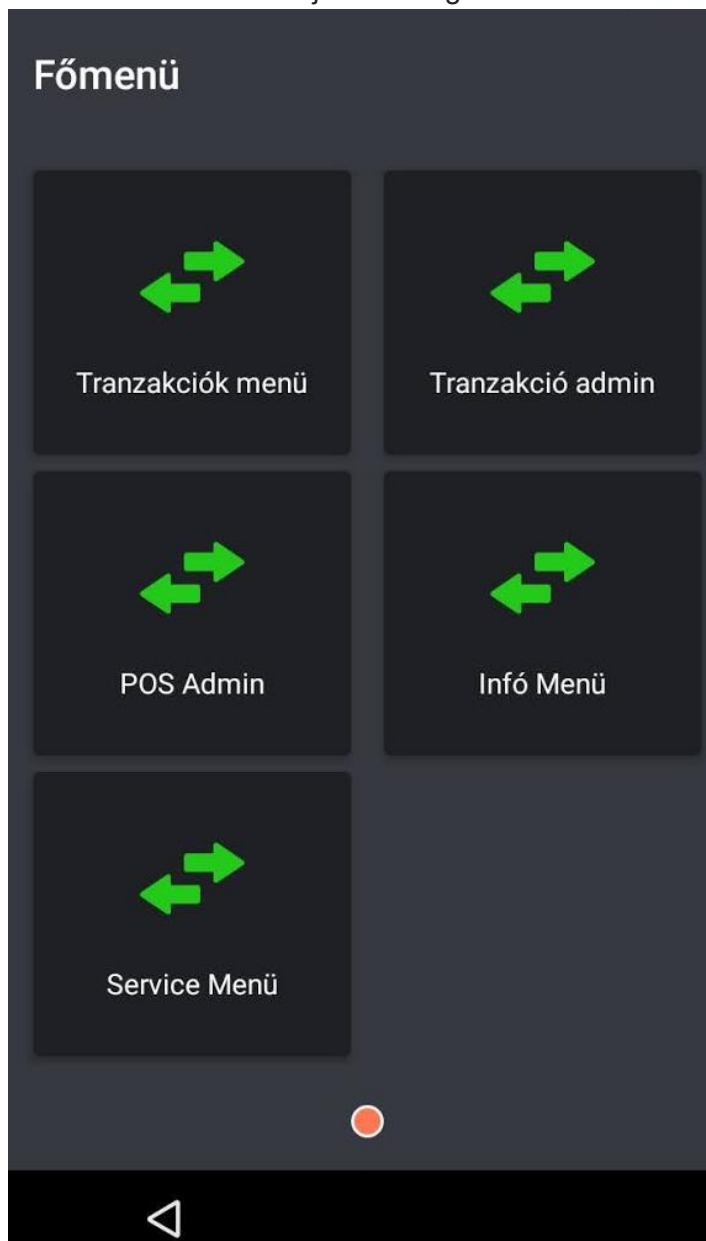 Főmenü
Tranzakciók menü
Tranzakció admin
POS Admin
Infó Menü
Service Menü